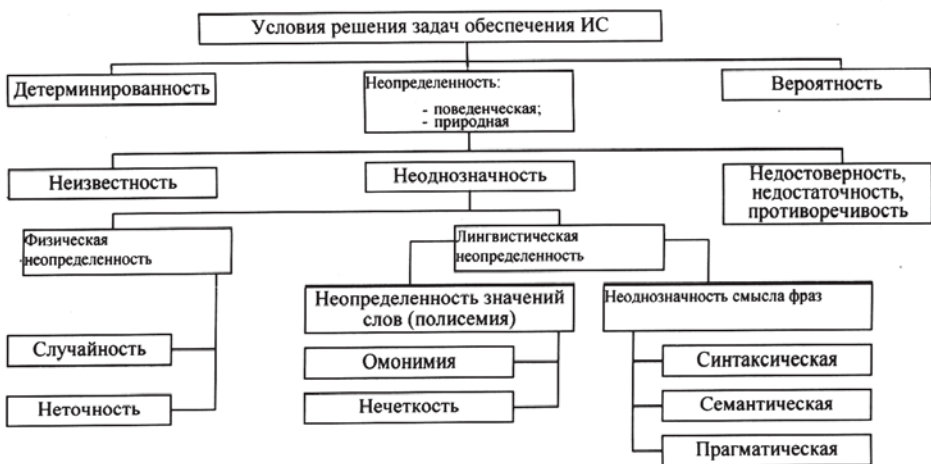 Условия решения задач обеспечения ИС
Детерминированность
Неопределенность:
- поведенческая;
- природная
Вероятность
Неизвестность
Неоднозначность
Недостоверность,
недостаточность,
противоречивость
Физическая
неопределенность
Лингвистическая
неопределенность
Неопределенность значений
слов (полисемия)
Неоднозначность смысла фраз
Случайность
Неточность
Омонимия
Нечеткость
Синтаксическая
Семантическая
Прагматическая